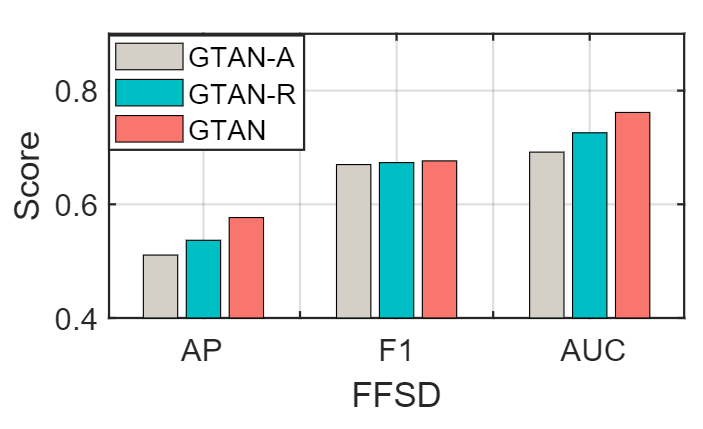 GTAN-A
GTAN-R
GTAN
0.8
0.6
0.4
Score
AP
F1
AUC
FFSD